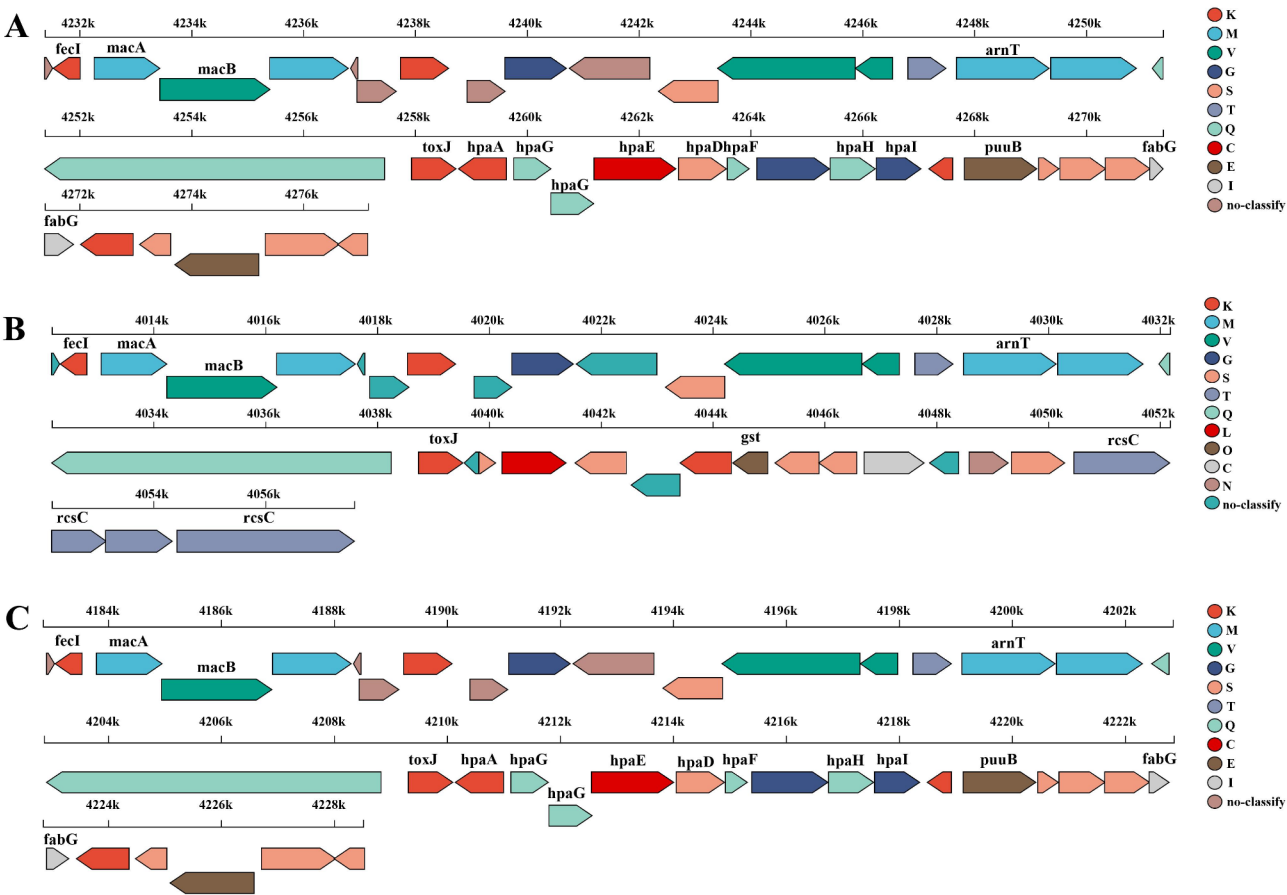 A
4232k 4234k 4236k 4238k 4240k 4242k 4244k 4246k 4248k 4250k
fecI macA macB arnT
4252k 4254k 4256k 4258k 4260k 4262k 4264k 4266k 4268k 4270k
toxJ hpaA hpaG hpaG hpaE hpaD hpaF hpaH hpaI puuB fabG
4272k 4274k 4276k
fabG
K
M
V
G
S
T
Q
C
E
I
no-classify
B
4014k 4016k 4018k 4020k 4022k 4024k 4026k 4028k 4030k 4032k
fecI macA macB arnT
4034k 4036k 4038k 4040k 4042k 4044k 4046k 4048k 4050k 4052k
toxJ gst rcsC
4054k 4056k
rcsC rcsC
K
M
V
G
S
T
Q
L
O
C
N
no-classify
C
4184k 4186k 4188k 4190k 4192k 4194k 4196k 4198k 4200k 4202k
fecI macA macB arnT
4204k 4206k 4208k 4210k 4212k 4214k 4216k 4218k 4220k 4222k
toxJ hpaA hpaG hpaG hpaE hpaD hpaF hpaH hpaI puuB fabG
4224k 4226k 4228k
fabG
K
M
V
G
S
T
Q
C
E
I
no-classify